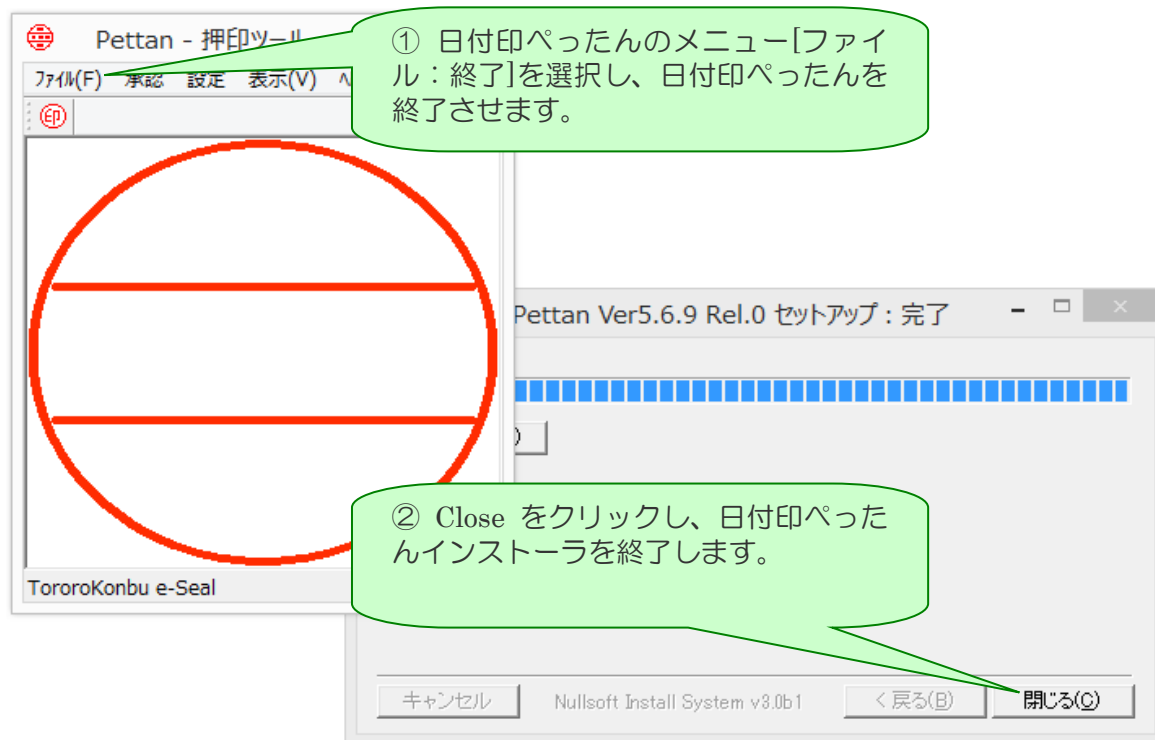 Pettan - 押印ツール
① 日付印ぺったんのメニュー[ファイ
ル：終了]を選択し、日付印ぺったんを
終了させます。
ファイル(F) 承認 設定 表示(V)
印
Pettan Ver5.6.9 Rel.0 セットアップ：完了
② Close をクリックし、日付印ぺった
んインストーラを終了します。
TororoKonbu e-Seal
キャンセル Nullsoft Install System v3.0b1 < 戻る(B) 閉じる(C)